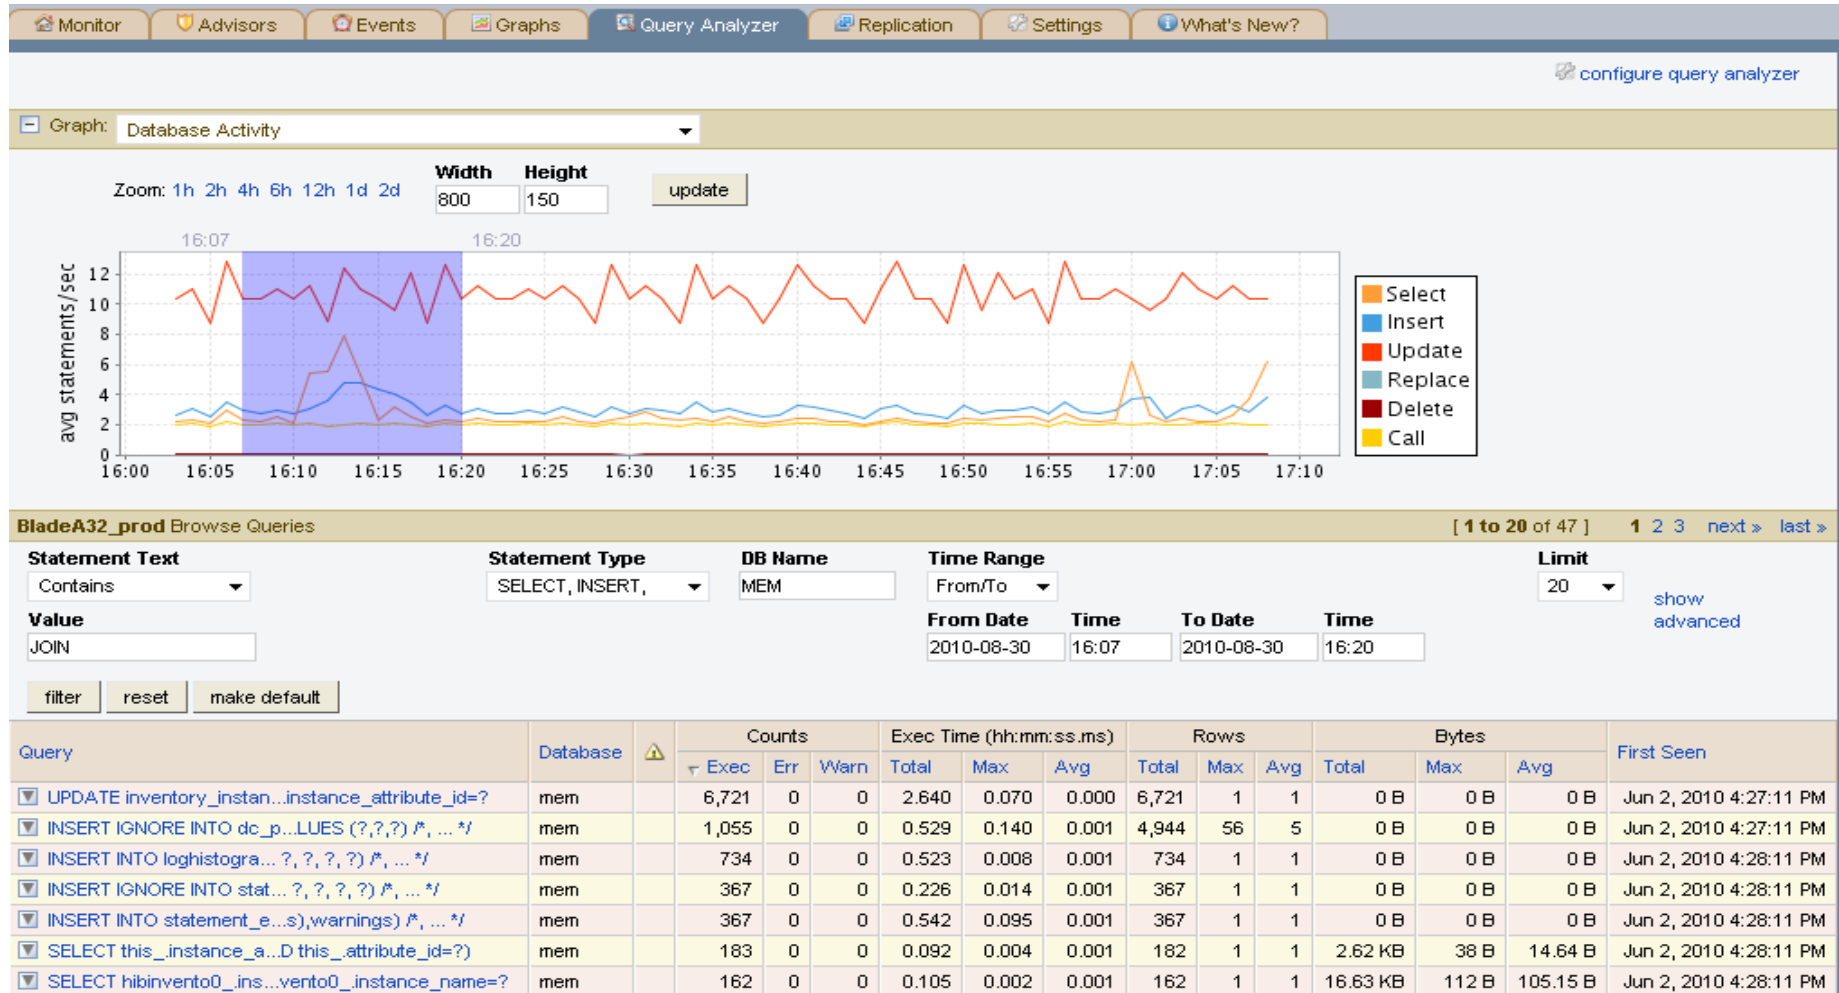 Monitor Advisors Events Graphs Query Analyzer Replication Settings What's New?
configure query analyzer
Graph: Database Activity
Width Height
Zoom: 1h 2h 4h 6h 12h 1d 2d 800 150 update
16:07 16:20
avg statements/sec
12
10
8
6
4
2
0
16:00 16:05 16:10 16:15 16:20 16:25 16:30 16:35 16:40 16:45 16:50 16:55 17:00 17:05 17:10
Select
Insert
Update
Replace
Delete
Call
BladeA32_prod Browse Queries [ 1 to 20 of 47 ] 1 2 3 next » last »
Statement Text Statement Type DB Name Time Range Limit
Contains SELECT, INSERT, MEM From/To 20
show
advanced
Value From Date Time To Date Time
JOIN 2010-08-30 16:07 2010-08-30 16:20
filter reset make default
Query Database Counts Exec Time (hh:mm:ss.ms) Rows Bytes First Seen
Exec Err Warn Total Max Avg Total Max Avg Total Max Avg
UPDATE inventory_instan...instance_attribute_id=? mem 6,721 0 0 2.640 0.070 0.000 6,721 1 1 0 B 0 B 0 B Jun 2, 2010 4:27:11 PM
INSERT IGNORE INTO dc_p...LUES (?,?,?) /*, ... */ mem 1,055 0 0 0.529 0.140 0.001 4,944 56 5 0 B 0 B 0 B Jun 2, 2010 4:27:11 PM
INSERT INTO loghistogra... ?, ?, ?, ?) /*, ... */ mem 734 0 0 0.523 0.008 0.001 734 1 1 0 B 0 B 0 B Jun 2, 2010 4:28:11 PM
INSERT IGNORE INTO stat... ?, ?, ?, ?) /*, ... */ mem 367 0 0 0.226 0.014 0.001 367 1 1 0 B 0 B 0 B Jun 2, 2010 4:28:11 PM
INSERT INTO statement_e...s),warnings) /*, ... */ mem 367 0 0 0.542 0.095 0.001 367 1 1 0 B 0 B 0 B Jun 2, 2010 4:28:11 PM
SELECT this_.instance_a...D this_.attribute_id=?) mem 183 0 0 0.092 0.004 0.001 182 1 1 2.62 KB 38 B 14.64 B Jun 2, 2010 4:28:11 PM
SELECT hibinvento0_.ins...vento0_.instance_name=? mem 162 0 0 0.105 0.002 0.001 162 1 1 16.63 KB 112 B 105.15 B Jun 2, 2010 4:28:11 PM